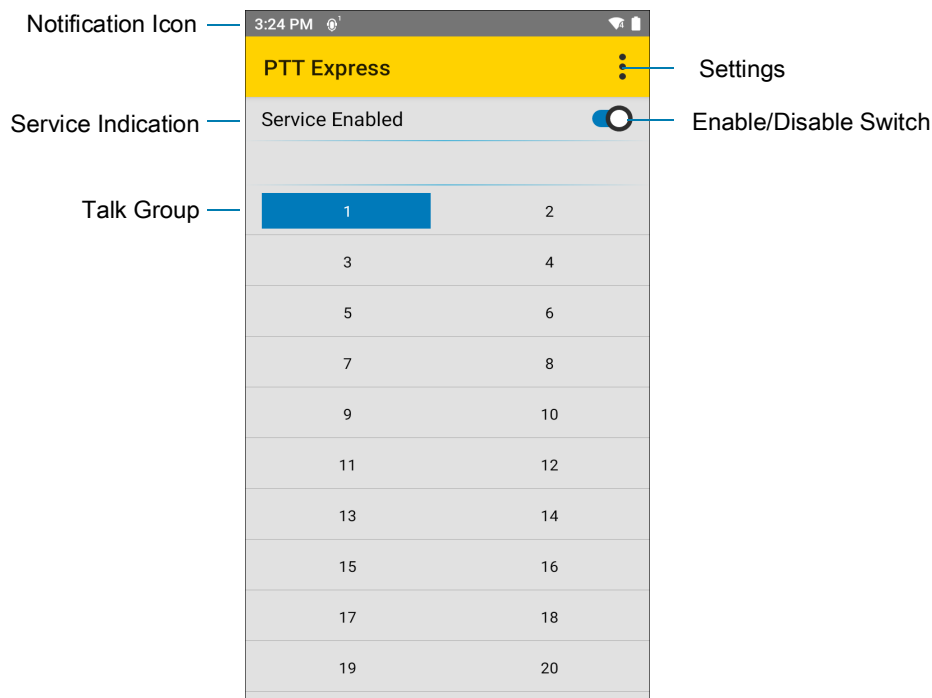 Notification Icon
3:24 PM 1
PTT Express
Settings
Service Indication
Service Enabled
Enable/Disable Switch
Talk Group
1 2
3 4
5 6
7 8
9 10
11 12
13 14
15 16
17 18
19 20